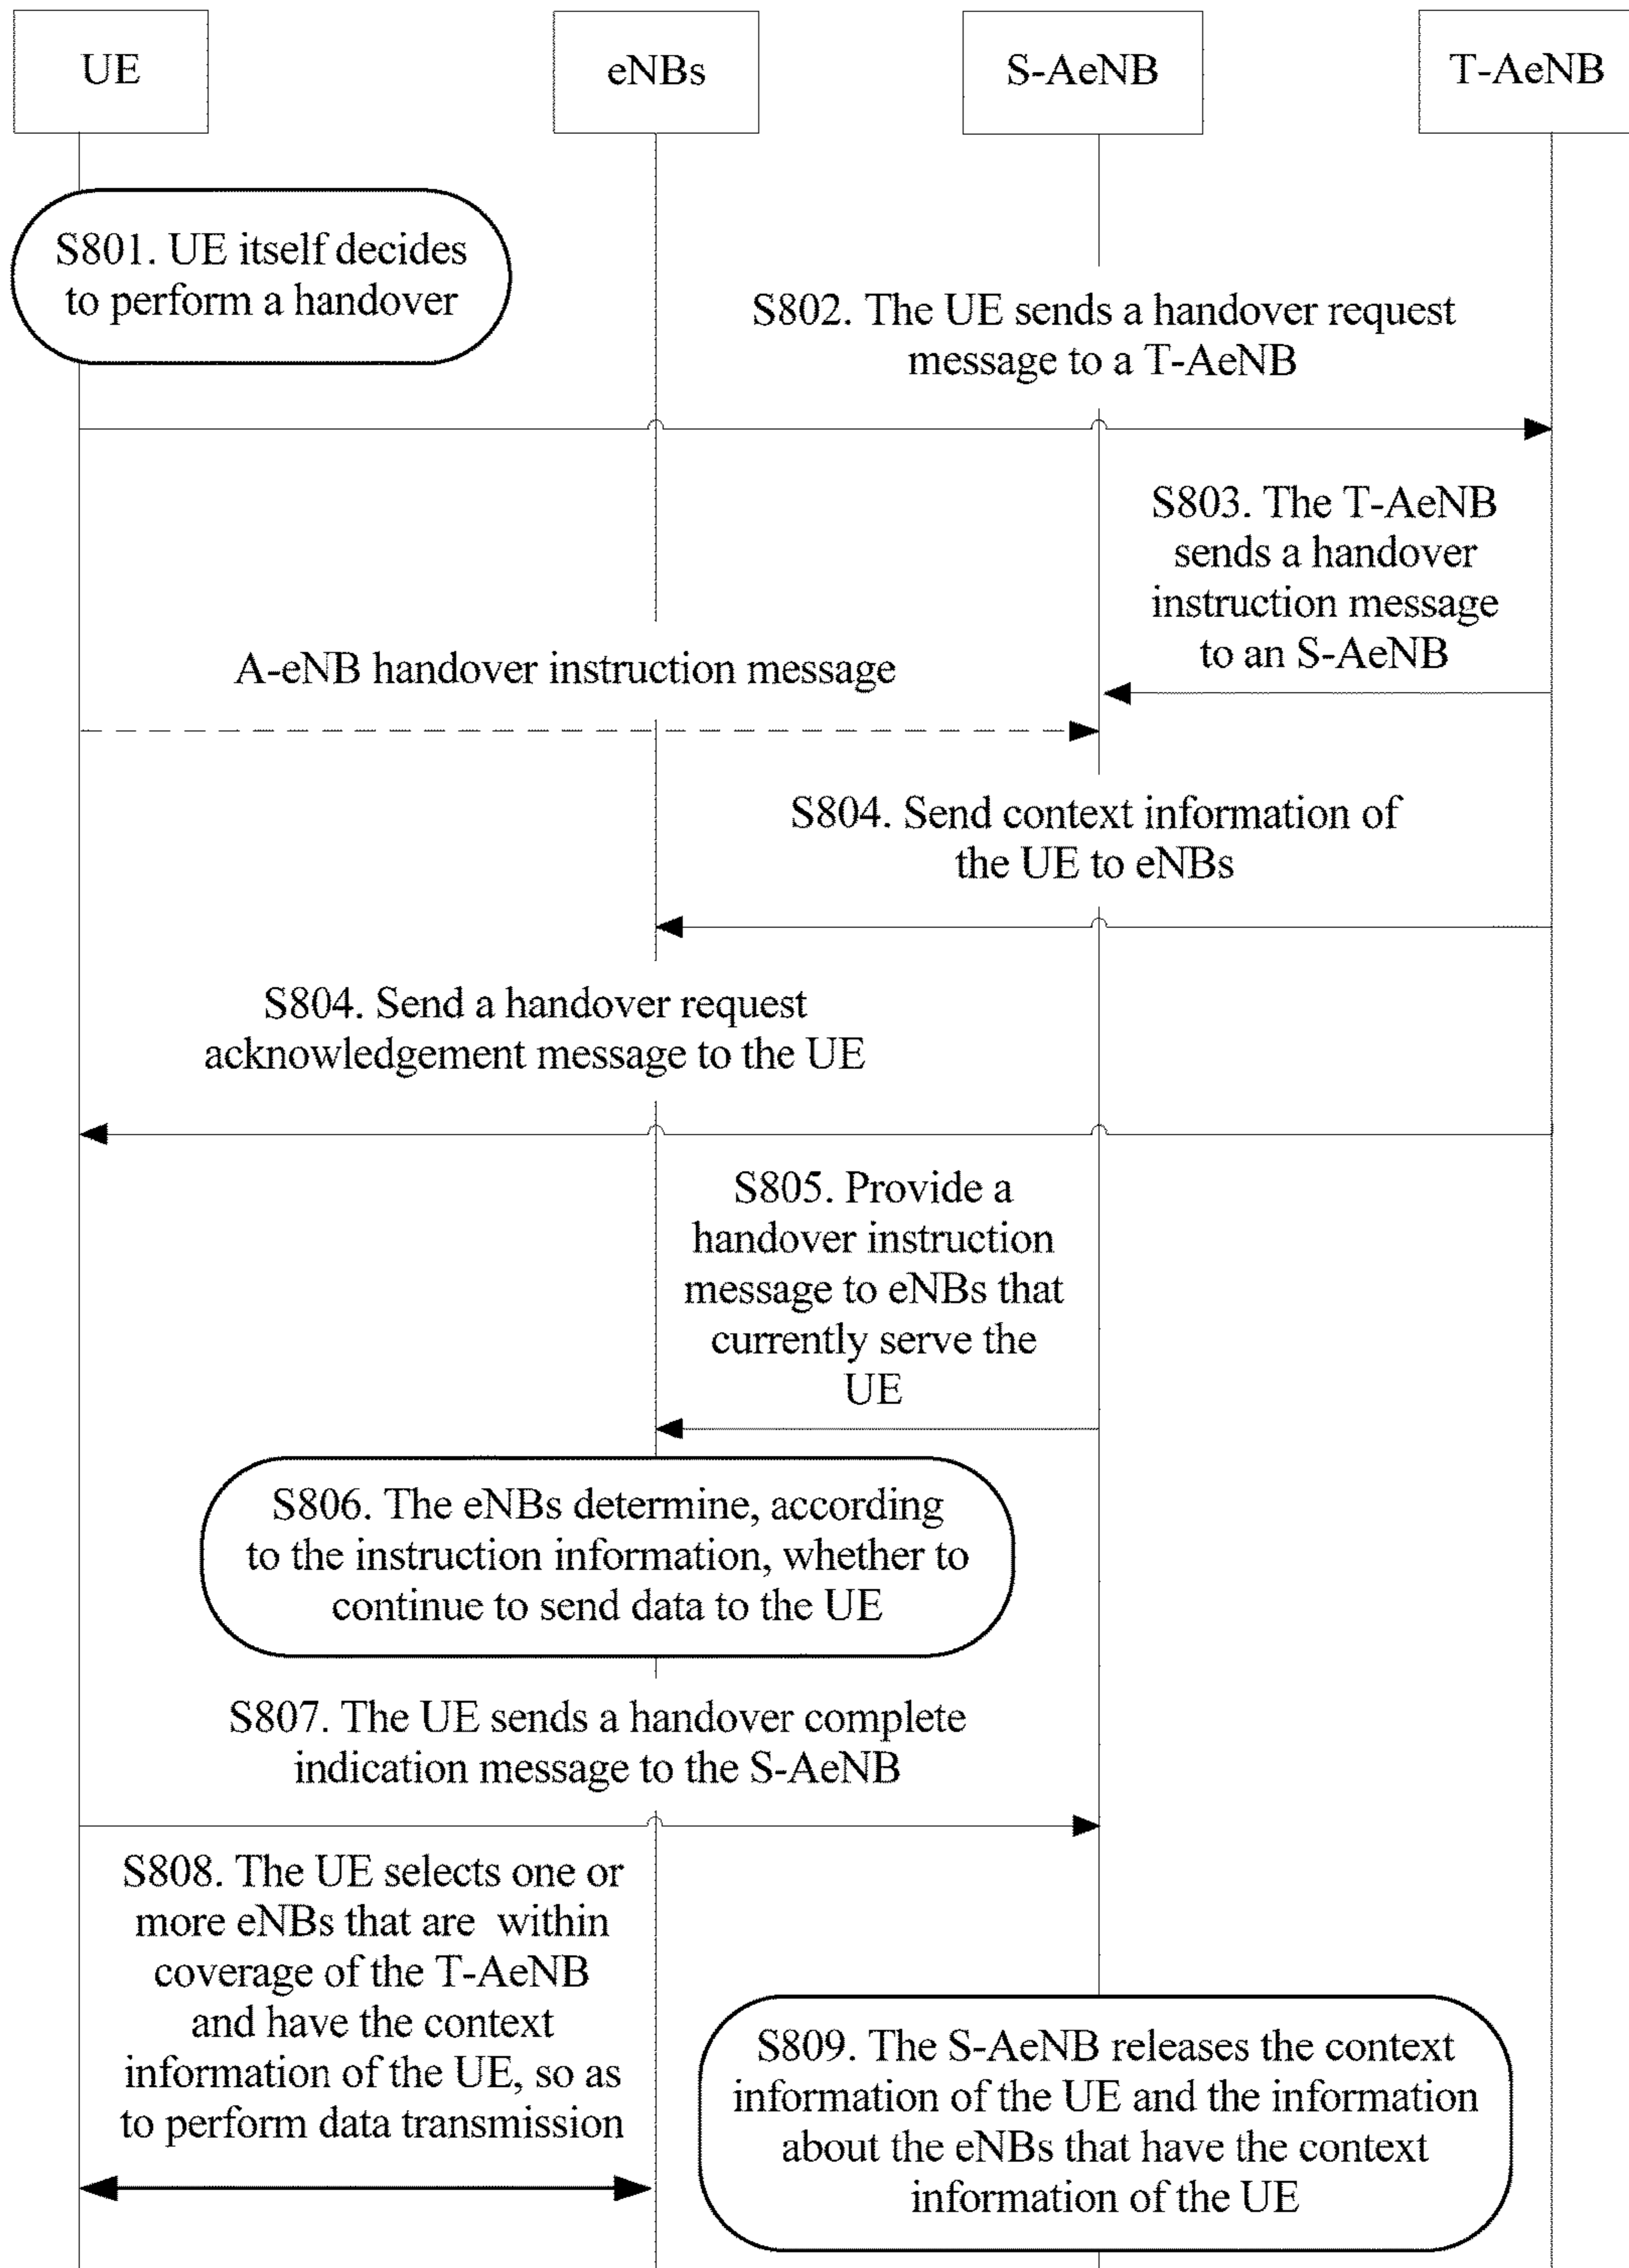 UE
eNBs
S-AeNB
T-AeNB
S801. UE itself decides
to perform a handover
S802. The UE sends a handover request
message to a T-AeNB
S803. The T-AeNB
sends a handover
instruction message
to an S-AeNB
A-eNB handover instruction message
S804. Send context information of
the UE to eNBs
S804. Send a handover request
acknowledgement message to the UE
S805. Provide a
handover instruction
message to eNBs that
currently serve the
UE
S806. The eNBs determine, according
to the instruction information, whether to
continue to send data to the UE
S807. The UE sends a handover complete
indication message to the S-AeNB
S808. The UE selects one or
more eNBs that are within
coverage of the T-AeNB
and have the context
information of the UE, so as
to perform data transmission
S809. The S-AeNB releases the context
information of the UE and the information
about the eNBs that have the context
information of the UE